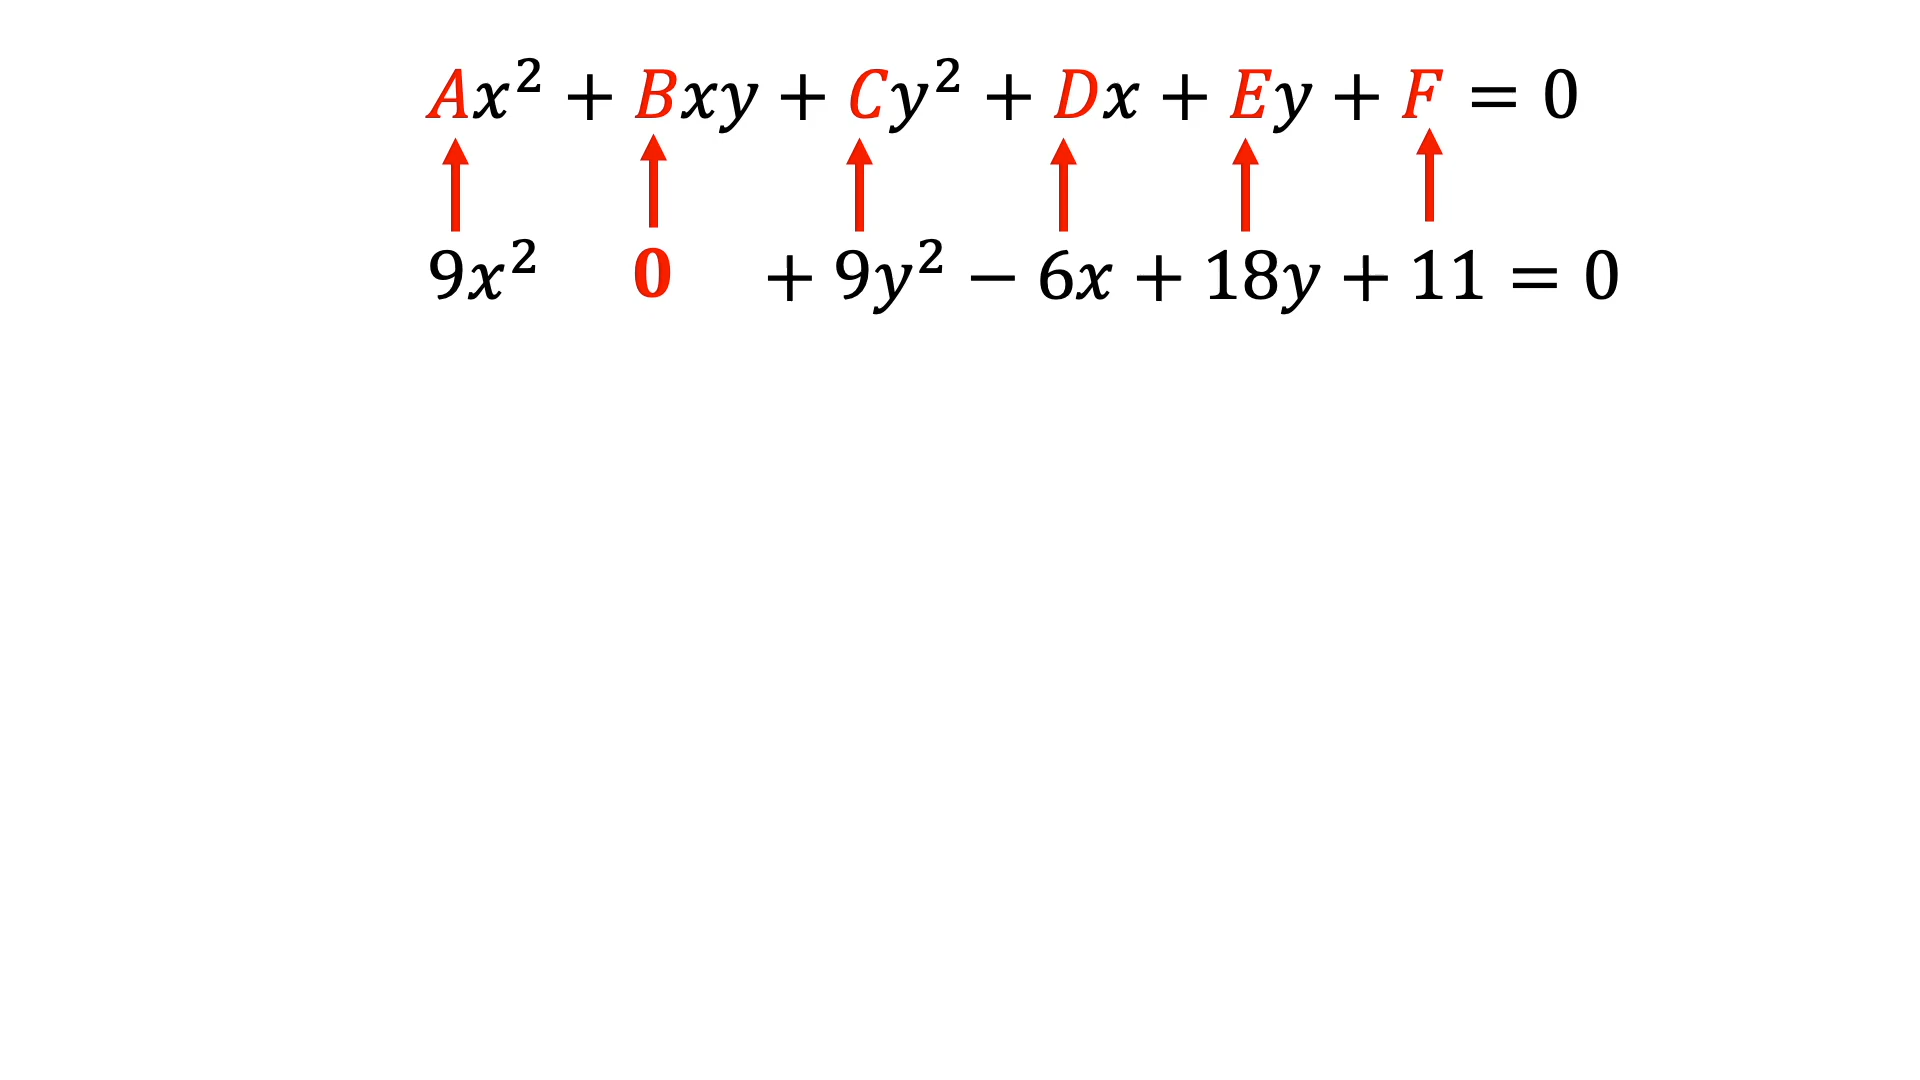 Ax² + Bxy + Cy² + Dx + Ey + F = 0
9x² 0 + 9y² − 6x + 18y + 11 = 0